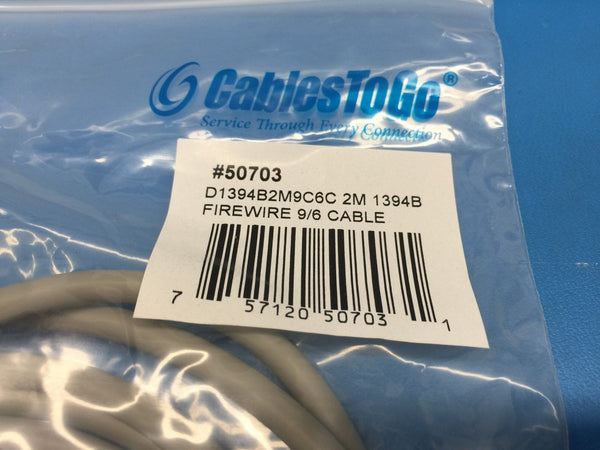 CablesToGo®
Service Through Every Connection
#50703
D1394B2M9C6C 2M 1394B
FIREWIRE 9/6 CABLE
7 57120 50703 1